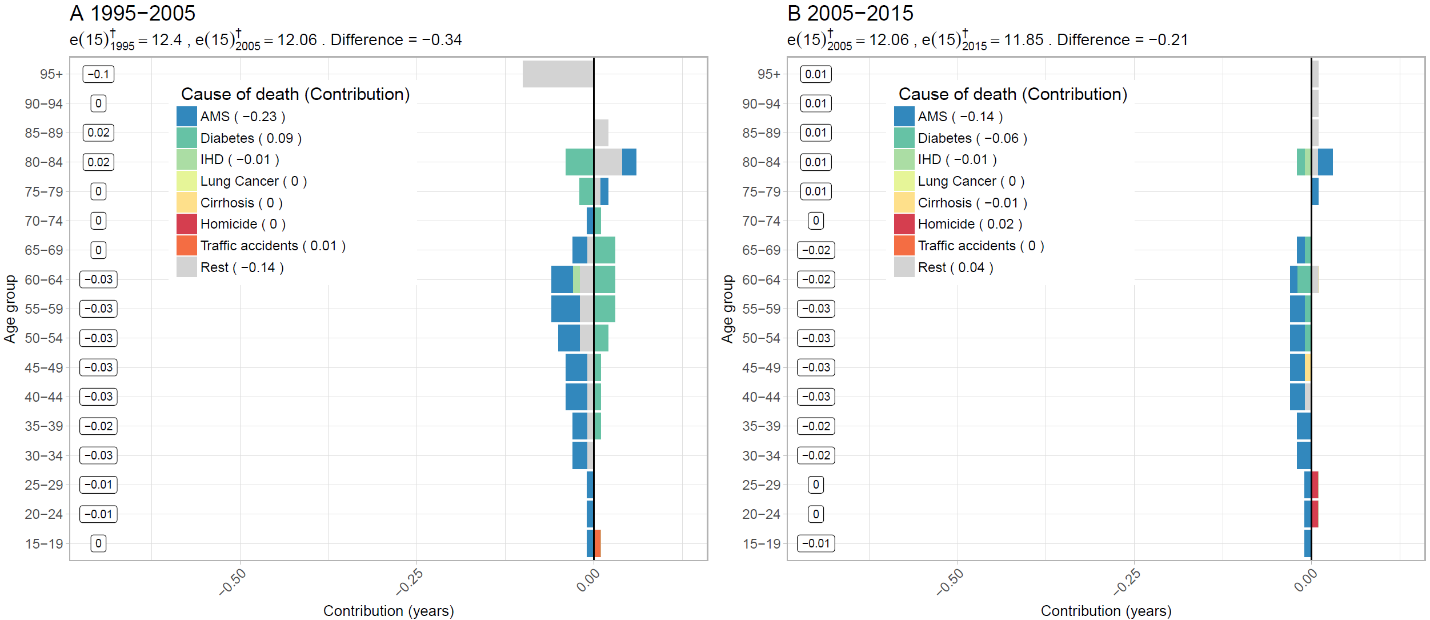 A 1995−2005
e(15)†1995 = 12.4 , e(15)†2005 = 12.06 . Difference = −0.34
Age group
95+ −0.1
90−94 0
85−89 0.02
80−84 0.02
75−79 0
70−74 0
65−69 0
60−64 −0.03
55−59 −0.03
50−54 −0.03
45−49 −0.03
40−44 −0.03
35−39 −0.02
30−34 −0.03
25−29 −0.01
20−24 −0.01
15−19 0
Cause of death (Contribution)
AMS ( −0.23 )
Diabetes ( 0.09 )
IHD ( −0.01 )
Lung Cancer ( 0 )
Cirrhosis ( 0 )
Homicide ( 0 )
Traffic accidents ( 0.01 )
Rest ( −0.14 )
−0.50 −0.25 0.00
Contribution (years)
B 2005−2015
e(15)†2005 = 12.06 , e(15)†2015 = 11.85 . Difference = −0.21
Age group
95+ 0.01
90−94 0.01
85−89 0.01
80−84 0.01
75−79 0.01
70−74 0
65−69 −0.02
60−64 −0.02
55−59 −0.03
50−54 −0.03
45−49 −0.03
40−44 −0.03
35−39 −0.02
30−34 −0.02
25−29 0
20−24 0
15−19 −0.01
Cause of death (Contribution)
AMS ( −0.14 )
Diabetes ( −0.06 )
IHD ( −0.01 )
Lung Cancer ( 0 )
Cirrhosis ( −0.01 )
Homicide ( 0.02 )
Traffic accidents ( 0 )
Rest ( 0.04 )
−0.50 −0.25 0.00
Contribution (years)